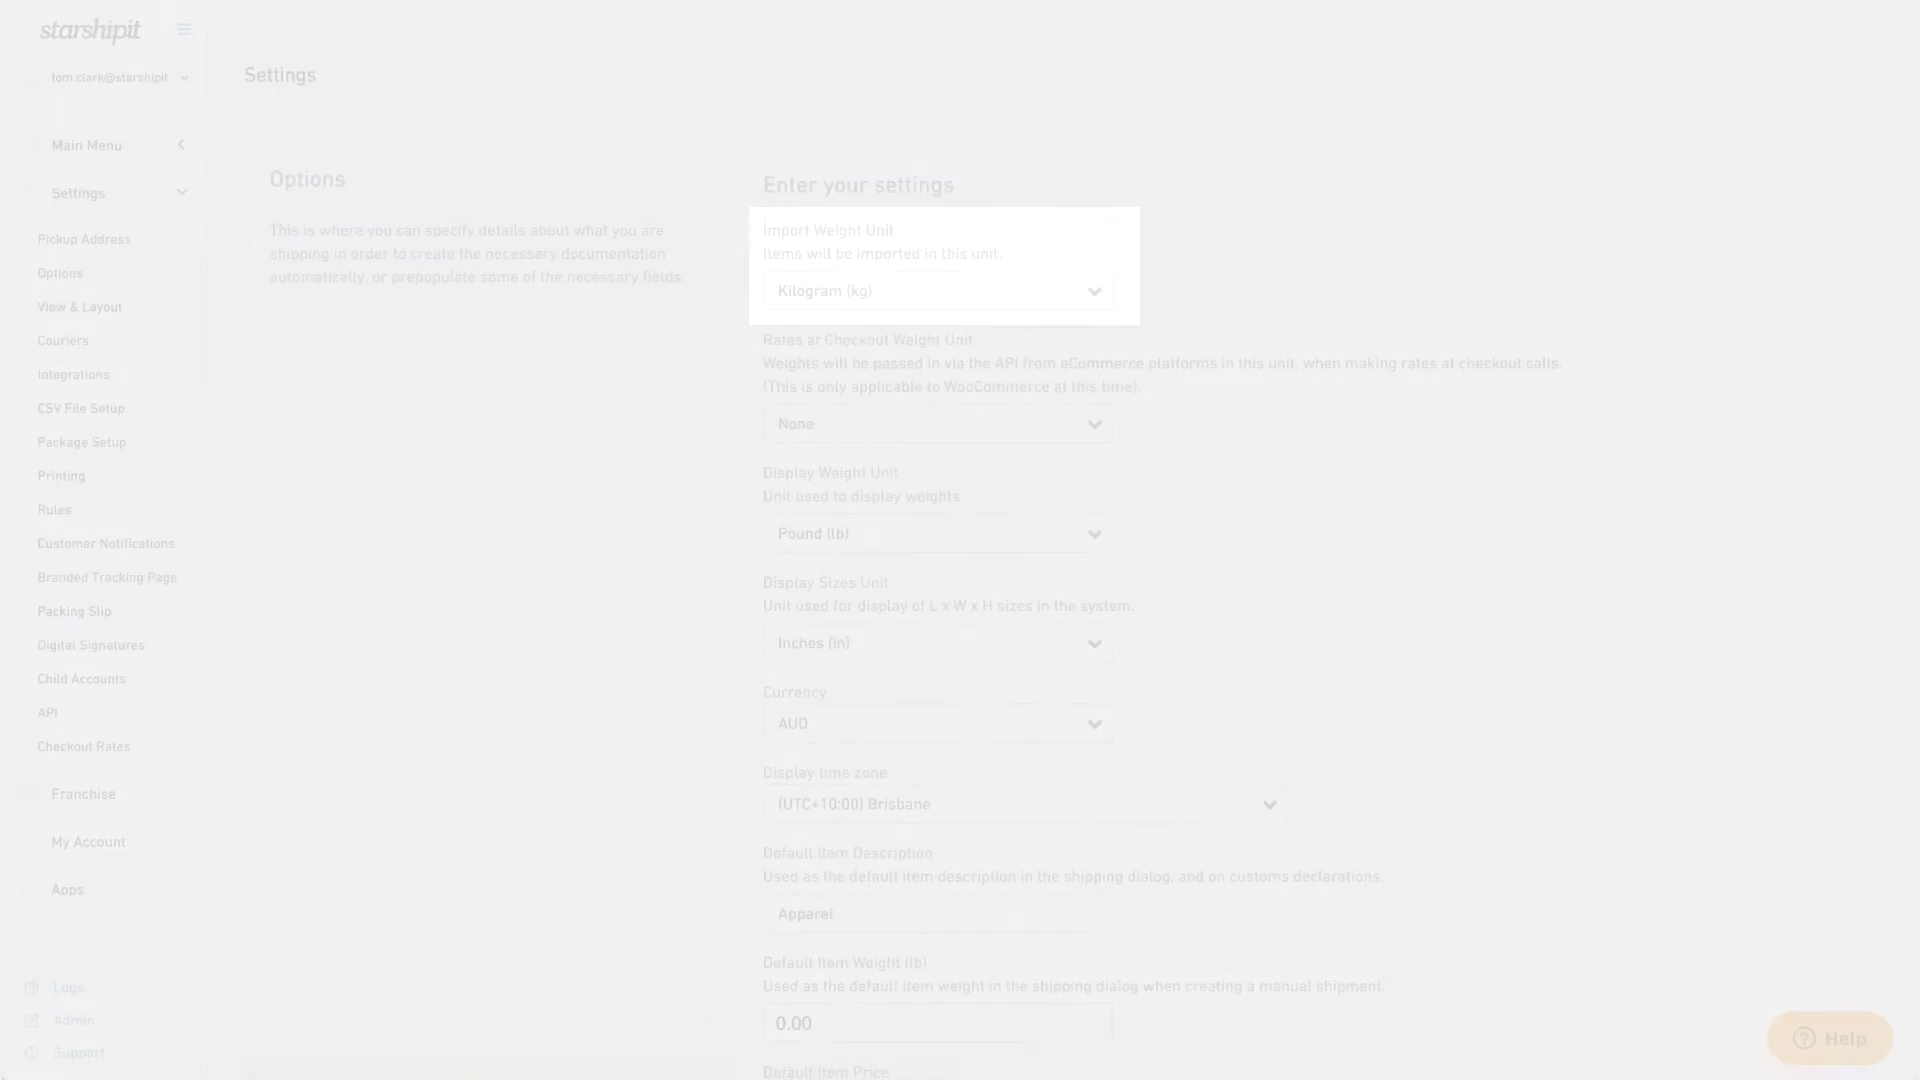 starshipit
tom.clark@starshipit
Main Menu
Settings
Pickup Address
Options
View & Layout
Couriers
Integrations
CSV File Setup
Package Setup
Printing
Rules
Customer Notifications
Branded Tracking Page
Packing Slip
Digital Signatures
Child Accounts
API
Checkout Rates
Franchise
My Account
Apps
Logs
Admin
Support
Settings
Options
This is where you can specify details about what you are
shipping in order to create the necessary documentation
automatically, or prepopulate some of the necessary fields.
Enter your settings
Import Weight Unit
Items will be imported in this unit.
Kilogram (kg)
Rates at Checkout Weight Unit
Weights will be passed in via the API from eCommerce platforms in this unit, when making rates at checkout calls.
(This is only applicable to WooCommerce at this time).
None
Display Weight Unit
Unit used to display weights
Pound (lb)
Display Sizes Unit
Unit used for display of L x W x H sizes in the system.
Inches (in)
Currency
AUD
Display time zone
(UTC+10:00) Brisbane
Default Item Description
Used as the default item description in the shipping dialog, and on customs declarations.
Apparel
Default Item Weight (lb)
Used as the default item weight in the shipping dialog when creating a manual shipment.
0.00
Default Item Price
Help